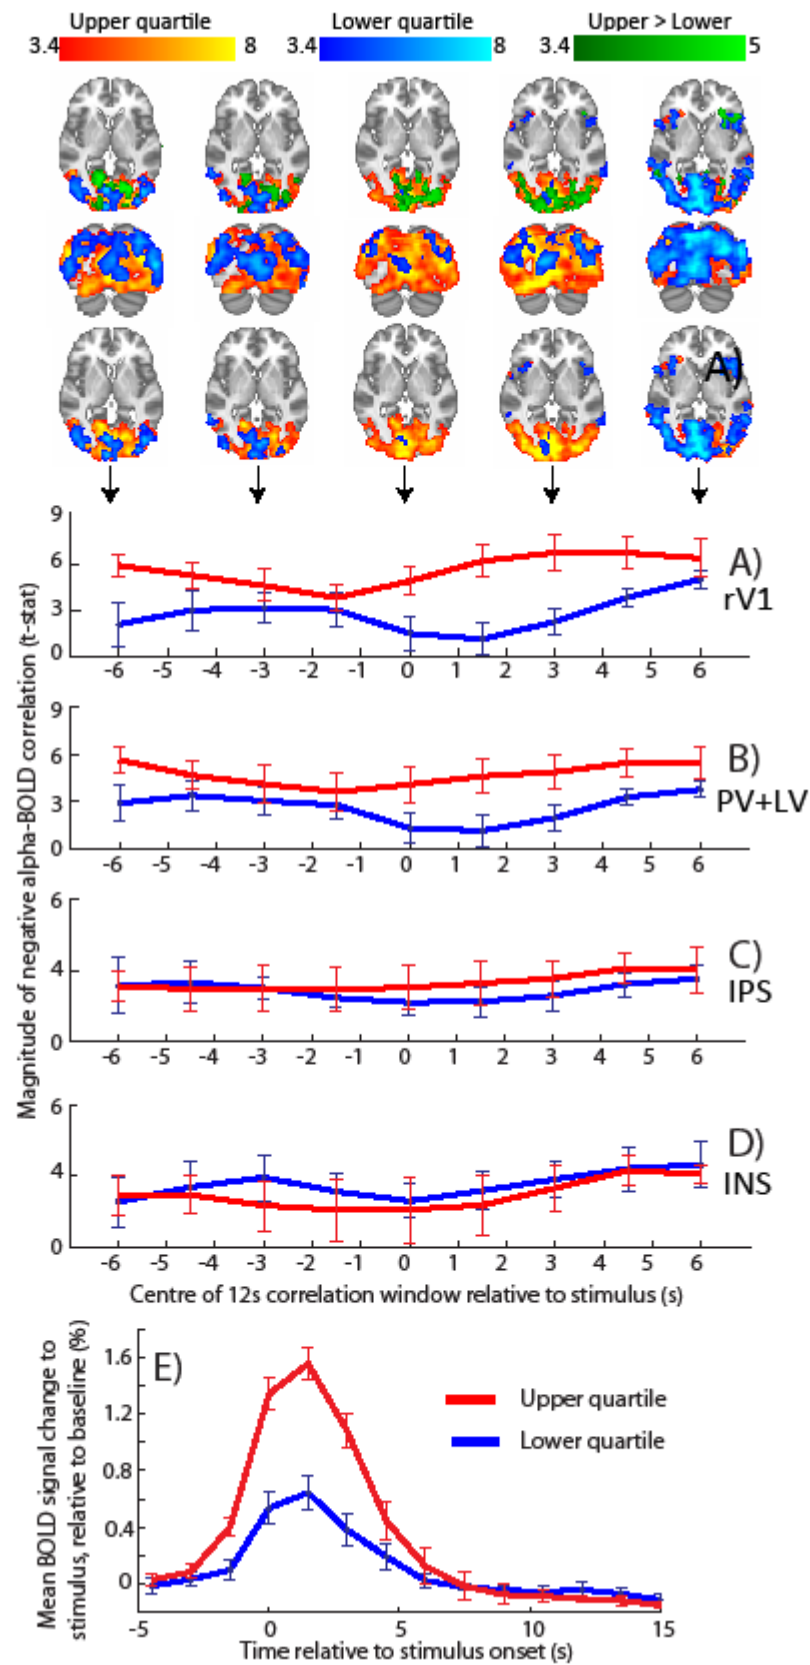 Upper quartile Lower quartile Upper > Lower
3.4 8 3.4 8 3.4 5
A)
Magnitude of negative alpha-BOLD correlation (t-stat)
9
6
3
0
-6 -5 -4 -3 -2 -1 0 1 2 3 4 5 6
A)
rV1
9
6
3
0
-6 -5 -4 -3 -2 -1 0 1 2 3 4 5 6
B)
PV+LV
6
4
0
-6 -5 -4 -3 -2 -1 0 1 2 3 4 5 6
C)
IPS
6
4
0
-6 -5 -4 -3 -2 -1 0 1 2 3 4 5 6
D)
INS
Centre of 12s correlation window relative to stimulus (s)
Mean BOLD signal change to
stimulus, relative to baseline (%)
1.6
1.2
0.8
0.4
0
E)
Upper quartile
Lower quartile
-5 0 5 10 15
Time relative to stimulus onset (s)